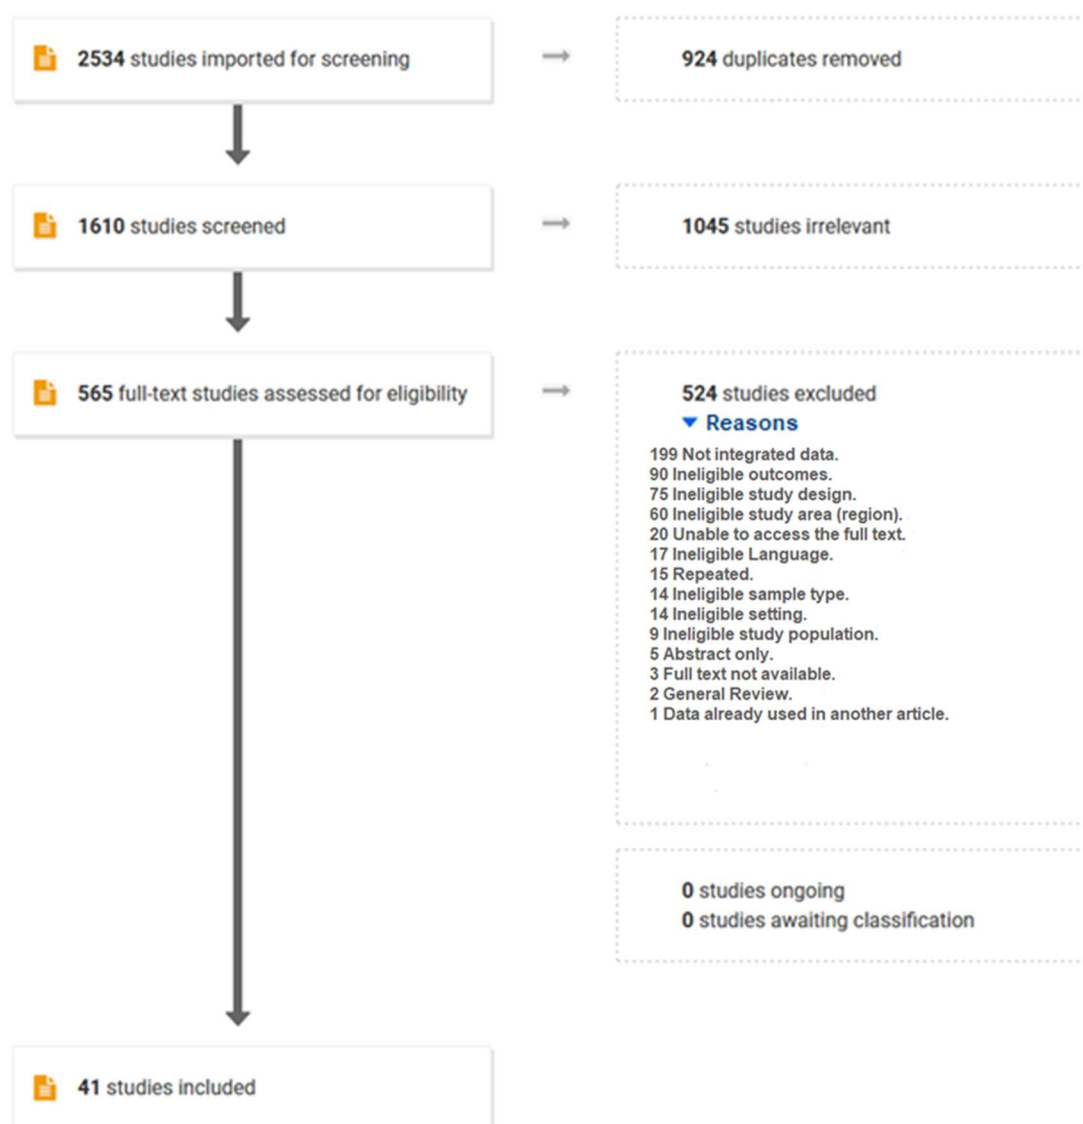 2534 studies imported for screening
924 duplicates removed
1610 studies screened
1045 studies irrelevant
565 full-text studies assessed for eligibility
524 studies excluded
Reasons
199 Not integrated data.
90 Ineligible outcomes.
75 Ineligible study design.
60 Ineligible study area (region).
20 Unable to access the full text.
17 Ineligible Language.
15 Repeated.
14 Ineligible sample type.
14 Ineligible setting.
9 Ineligible study population.
5 Abstract only.
3 Full text not available.
2 General Review.
1 Data already used in another article.
0 studies ongoing
0 studies awaiting classification
41 studies included